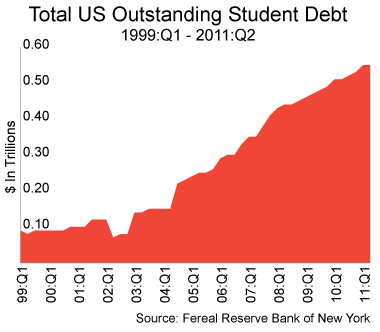 Total US Outstanding Student Debt
1999:Q1 - 2011:Q2
0.60
0.50
0.40
0.30
0.20
0.10
$ In Trillions
99:Q1
00:Q1
01:Q1
02:Q1
03:Q1
04:Q1
05:Q1
06:Q1
07:Q1
08:Q1
09:Q1
10:Q1
11:Q1
Source: Fereal Reserve Bank of New York